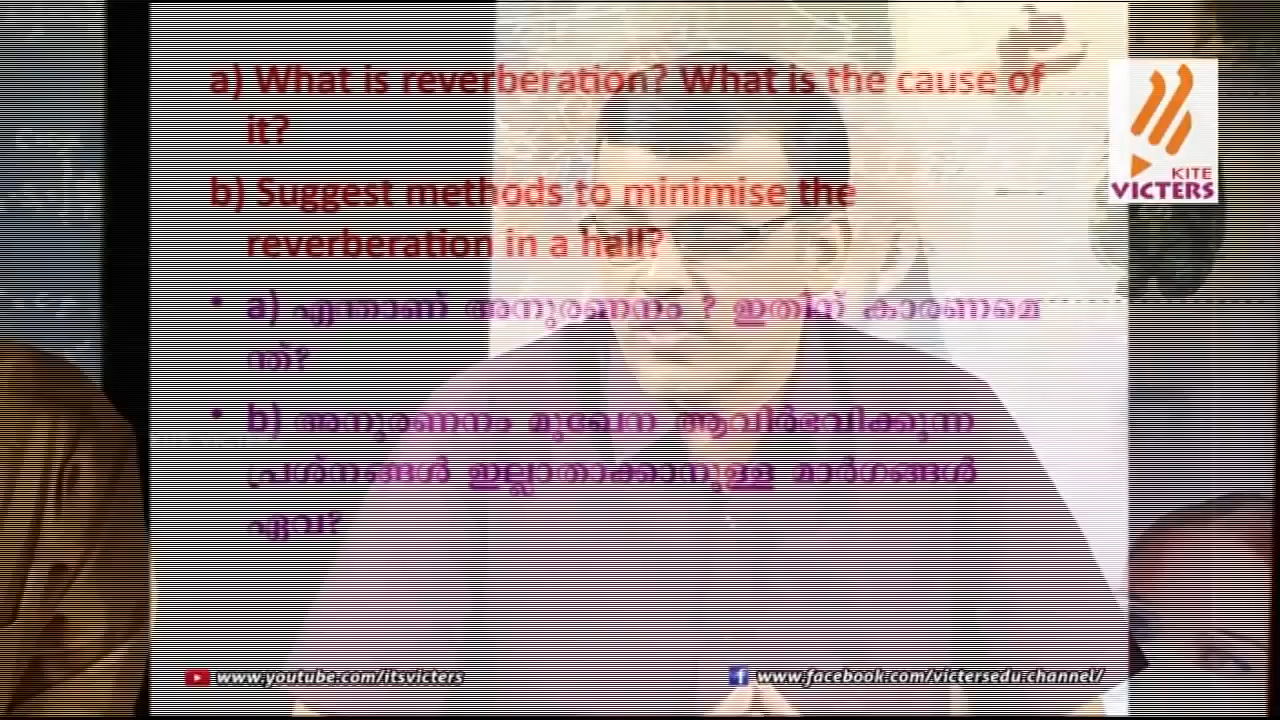 a) What is reverberation? What is the cause of
it?
b) Suggest methods to minimise the
reverberation in a hall?
• a) എന്താണ് അനുരണനം ? ഇതിന് കാരണമെ
ന്ത്?
• b) അനുരണനം മുഖേന ആവിർഭവിക്കുന്ന
പ്രശ്നങ്ങൾ ഇല്ലാതാക്കാനുള്ള മാർഗങ്ങൾ
ഏവ?
KITE
VICTERS
www.youtube.com/itsvicters
www.facebook.com/victersedu.channel/